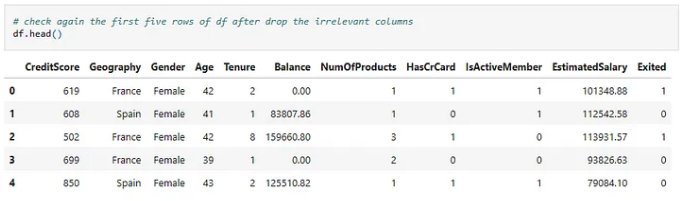 # check again the first five rows of df after drop the irrelevant columns
df.head()
CreditScore Geography Gender Age Tenure Balance NumOfProducts HasCrCard IsActiveMember EstimatedSalary Exited
0 619 France Female 42 2 0.00 1 1 1 101348.88 1
1 608 Spain Female 41 1 83807.86 1 0 1 112542.58 0
2 502 France Female 42 8 159660.80 3 1 0 113931.57 1
3 699 France Female 39 1 0.00 2 0 0 93826.63 0
4 850 Spain Female 43 2 125510.82 1 1 1 79084.10 0